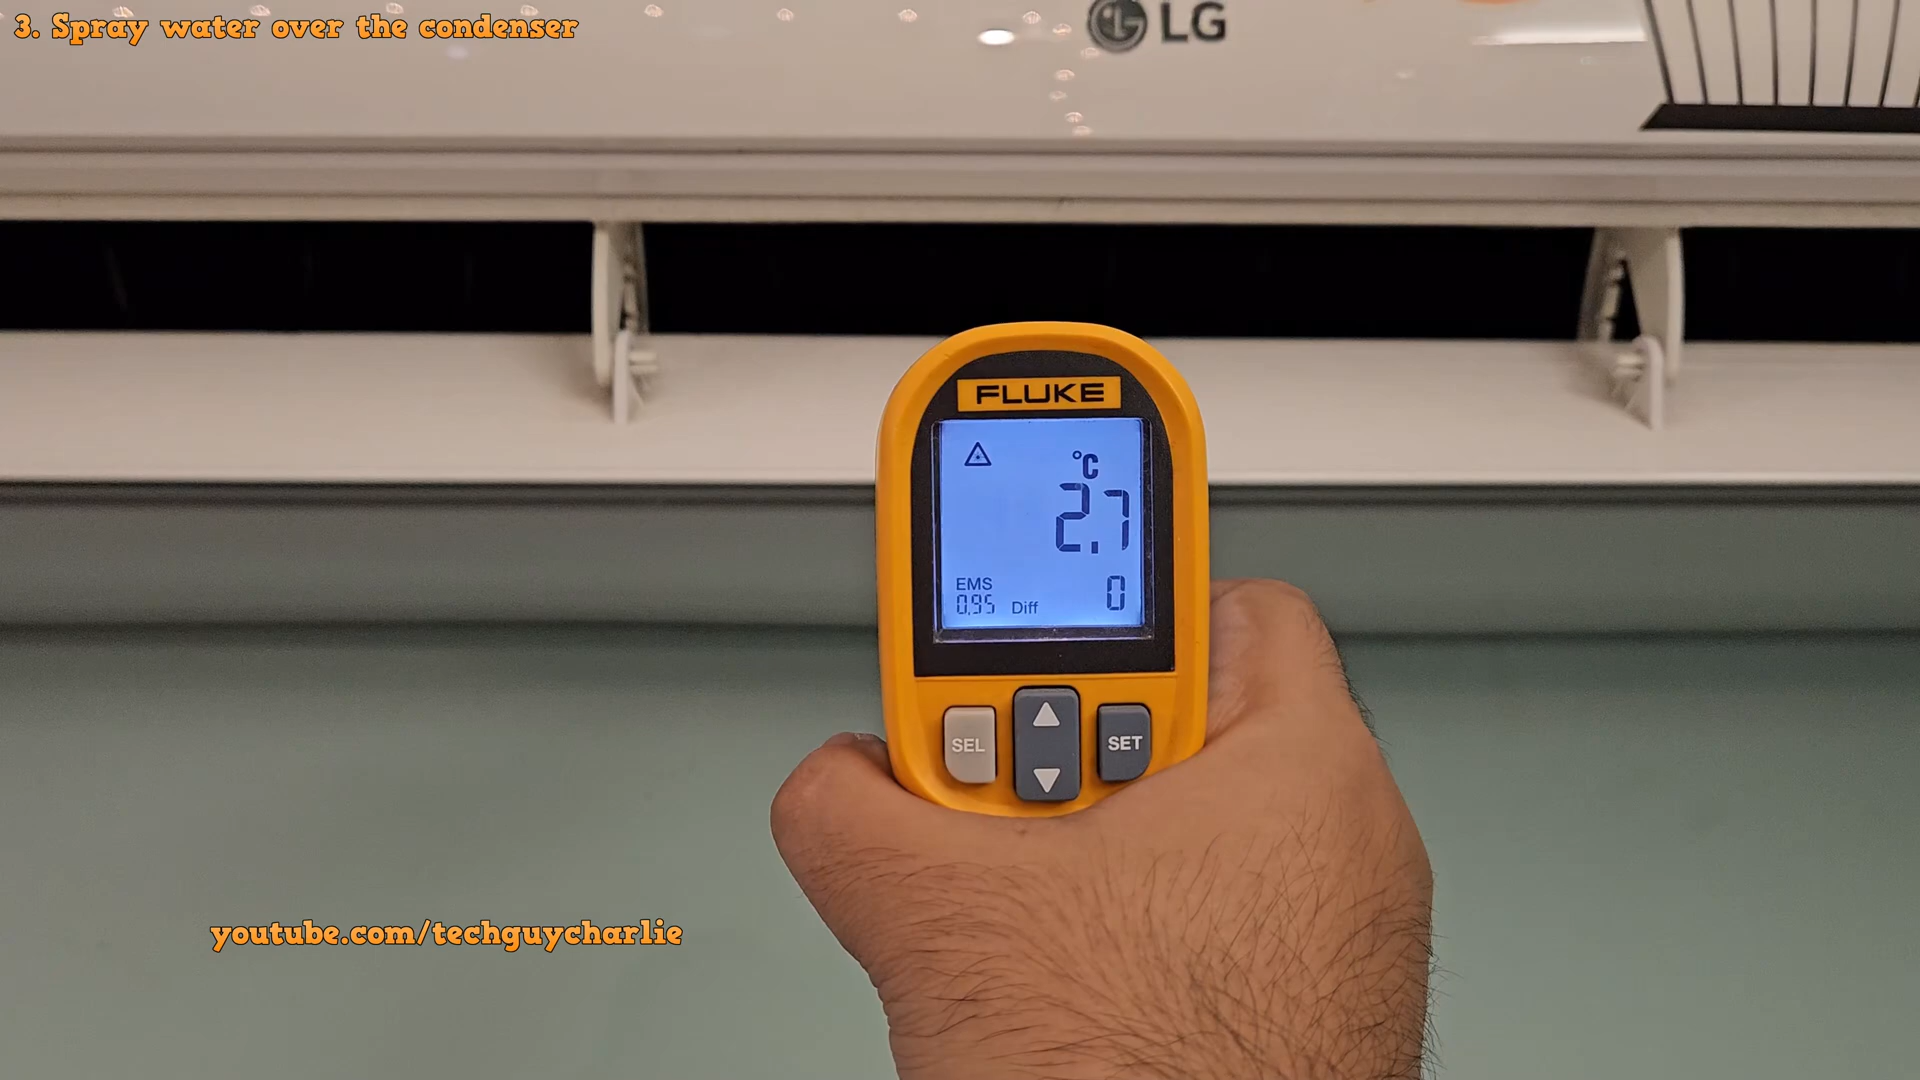 3. Spray water over the condenser
LG
FLUKE
°C
2.7
EMS
0.95 Diff 0
SEL
SET
youtube.com/techguycharlie